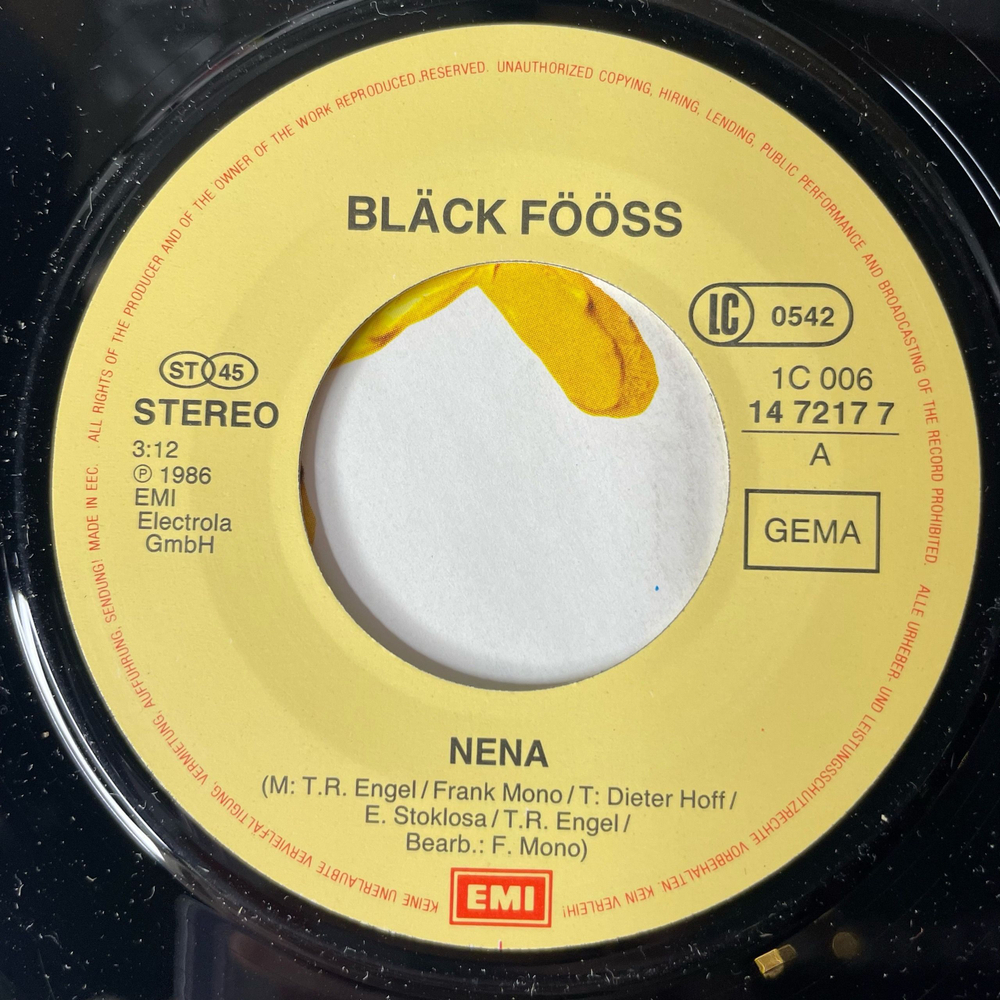 BLÄCK FÖÖSS
LC 0542
ST 45
STEREO
3:12
℗ 1986
EMI
Electrola
GmbH
1C 006
14 7217 7
A
GEMA
NENA
(M: T.R. Engel / Frank Mono / T: Dieter Hoff /
E. Stoklosa / T.R. Engel /
Bearb.: F. Mono)
EMI
ALL RIGHTS OF THE PRODUCER AND OF THE OWNER OF THE WORK REPRODUCED RESERVED. UNAUTHORIZED COPYING, HIRING, LENDING, PUBLIC PERFORMANCE AND BROADCASTING OF THE RECORD PROHIBITED.
ALLE URHEBER- UND LEISTUNGSSCHUTZRECHTE VORBEHALTEN. KEIN VERLEIH! KEINE UNERLAUBTE VERVIELFÄLTIGUNG, VERMIETUNG, AUFFÜHRUNG, SENDUNG! MADE IN EEC.